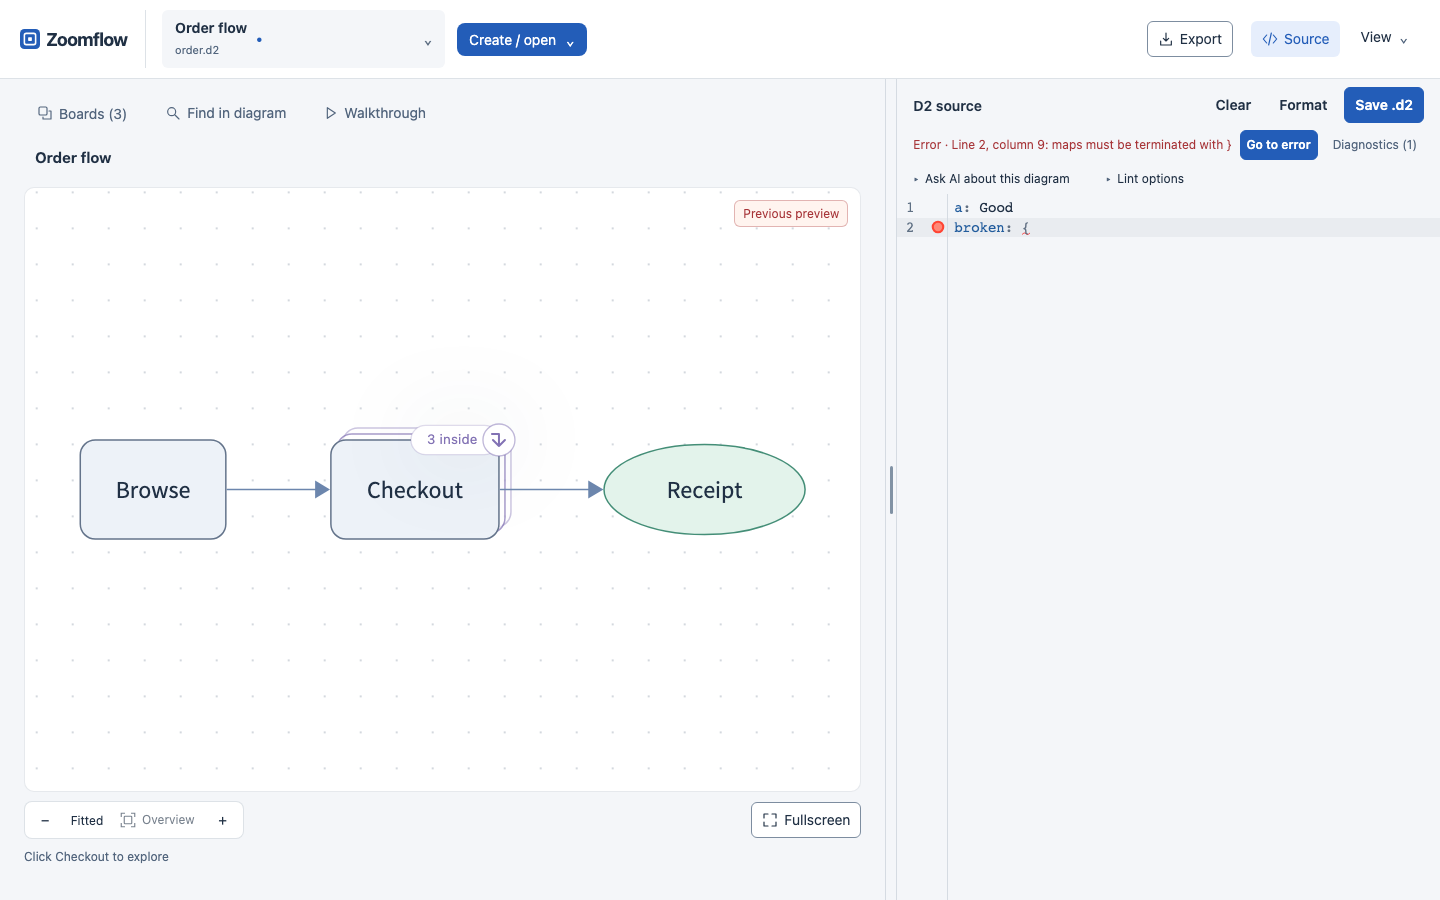 Zoomflow
Order flow
order.d2
Create / open
Export
Source
View
Boards (3)
Find in diagram
Walkthrough
Order flow
Previous preview
Browse
Checkout
3 inside
Receipt
Fitted
Overview
Fullscreen
Click Checkout to explore
D2 source
Clear
Format
Save .d2
Error · Line 2, column 9: maps must be terminated with }
Go to error
Diagnostics (1)
Ask AI about this diagram
Lint options
1 a: Good
2 broken: {